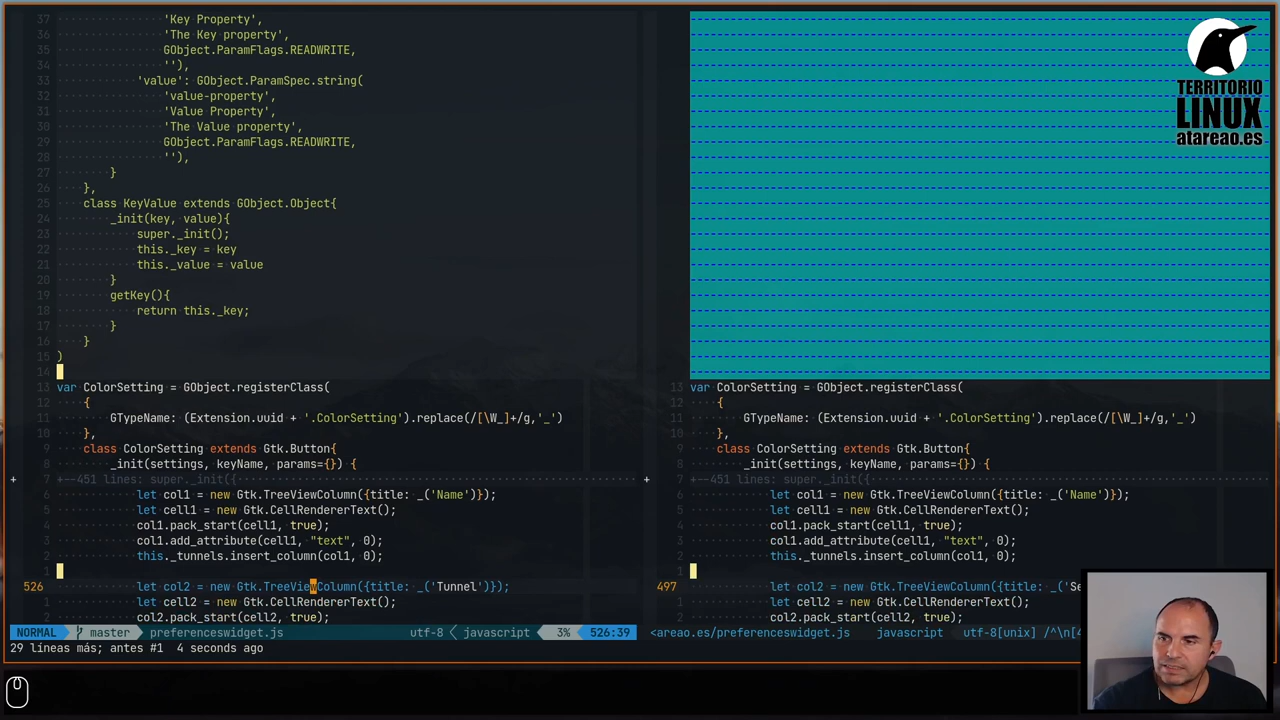 37 'Key Property',
36 'The Key property',
35 GObject.ParamFlags.READWRITE,
34 ''),
33 'value': GObject.ParamSpec.string(
32 'value-property',
31 'Value Property',
30 'The Value property',
29 GObject.ParamFlags.READWRITE,
28 ''),
27 }
26 },
25 class KeyValue extends GObject.Object{
24 _init(key, value){
23 super._init();
22 this._key = key
21 this._value = value
20 }
19 getKey(){
18 return this._key;
17 }
16 }
15 )
14
13 var ColorSetting = GObject.registerClass(
12 {
11 GTypeName: (Extension.uuid + '.ColorSetting').replace(/[\W_]+/g,'_')
10 },
9 class ColorSetting extends Gtk.Button{
8 _init(settings, keyName, params={}) {
+ 7 +--451 lines: super._init({
6 let col1 = new Gtk.TreeViewColumn({title: _('Name')});
5 let cell1 = new Gtk.CellRendererText();
4 col1.pack_start(cell1, true);
3 col1.add_attribute(cell1, "text", 0);
2 this._tunnels.insert_column(col1, 0);
1
526 let col2 = new Gtk.TreeViewColumn({title: _('Tunnel')});
1 let cell2 = new Gtk.CellRendererText();
2 col2.pack_start(cell2, true);
NORMAL master preferenceswidget.js utf-8 javascript 3% 526:39
29 líneas más; antes #1 4 seconds ago
TERRITORIO
LINUX
atareao.es
13 var ColorSetting = GObject.registerClass(
12 {
11 GTypeName: (Extension.uuid + '.ColorSetting').replace(/[\W_]+/g,'_')
10 },
9 class ColorSetting extends Gtk.Button{
8 _init(settings, keyName, params={}) {
+ 7 +--451 lines: super._init({
6 let col1 = new Gtk.TreeViewColumn({title: _('Name')});
5 let cell1 = new Gtk.CellRendererText();
4 col1.pack_start(cell1, true);
3 col1.add_attribute(cell1, "text", 0);
2 this._tunnels.insert_column(col1, 0);
1
497 let col2 = new Gtk.TreeViewColumn({title: _('Se
1 let cell2 = new Gtk.CellRendererText();
2 col2.pack_start(cell2, true);
<areao.es/preferenceswidget.js javascript utf-8[unix] /^\n[4